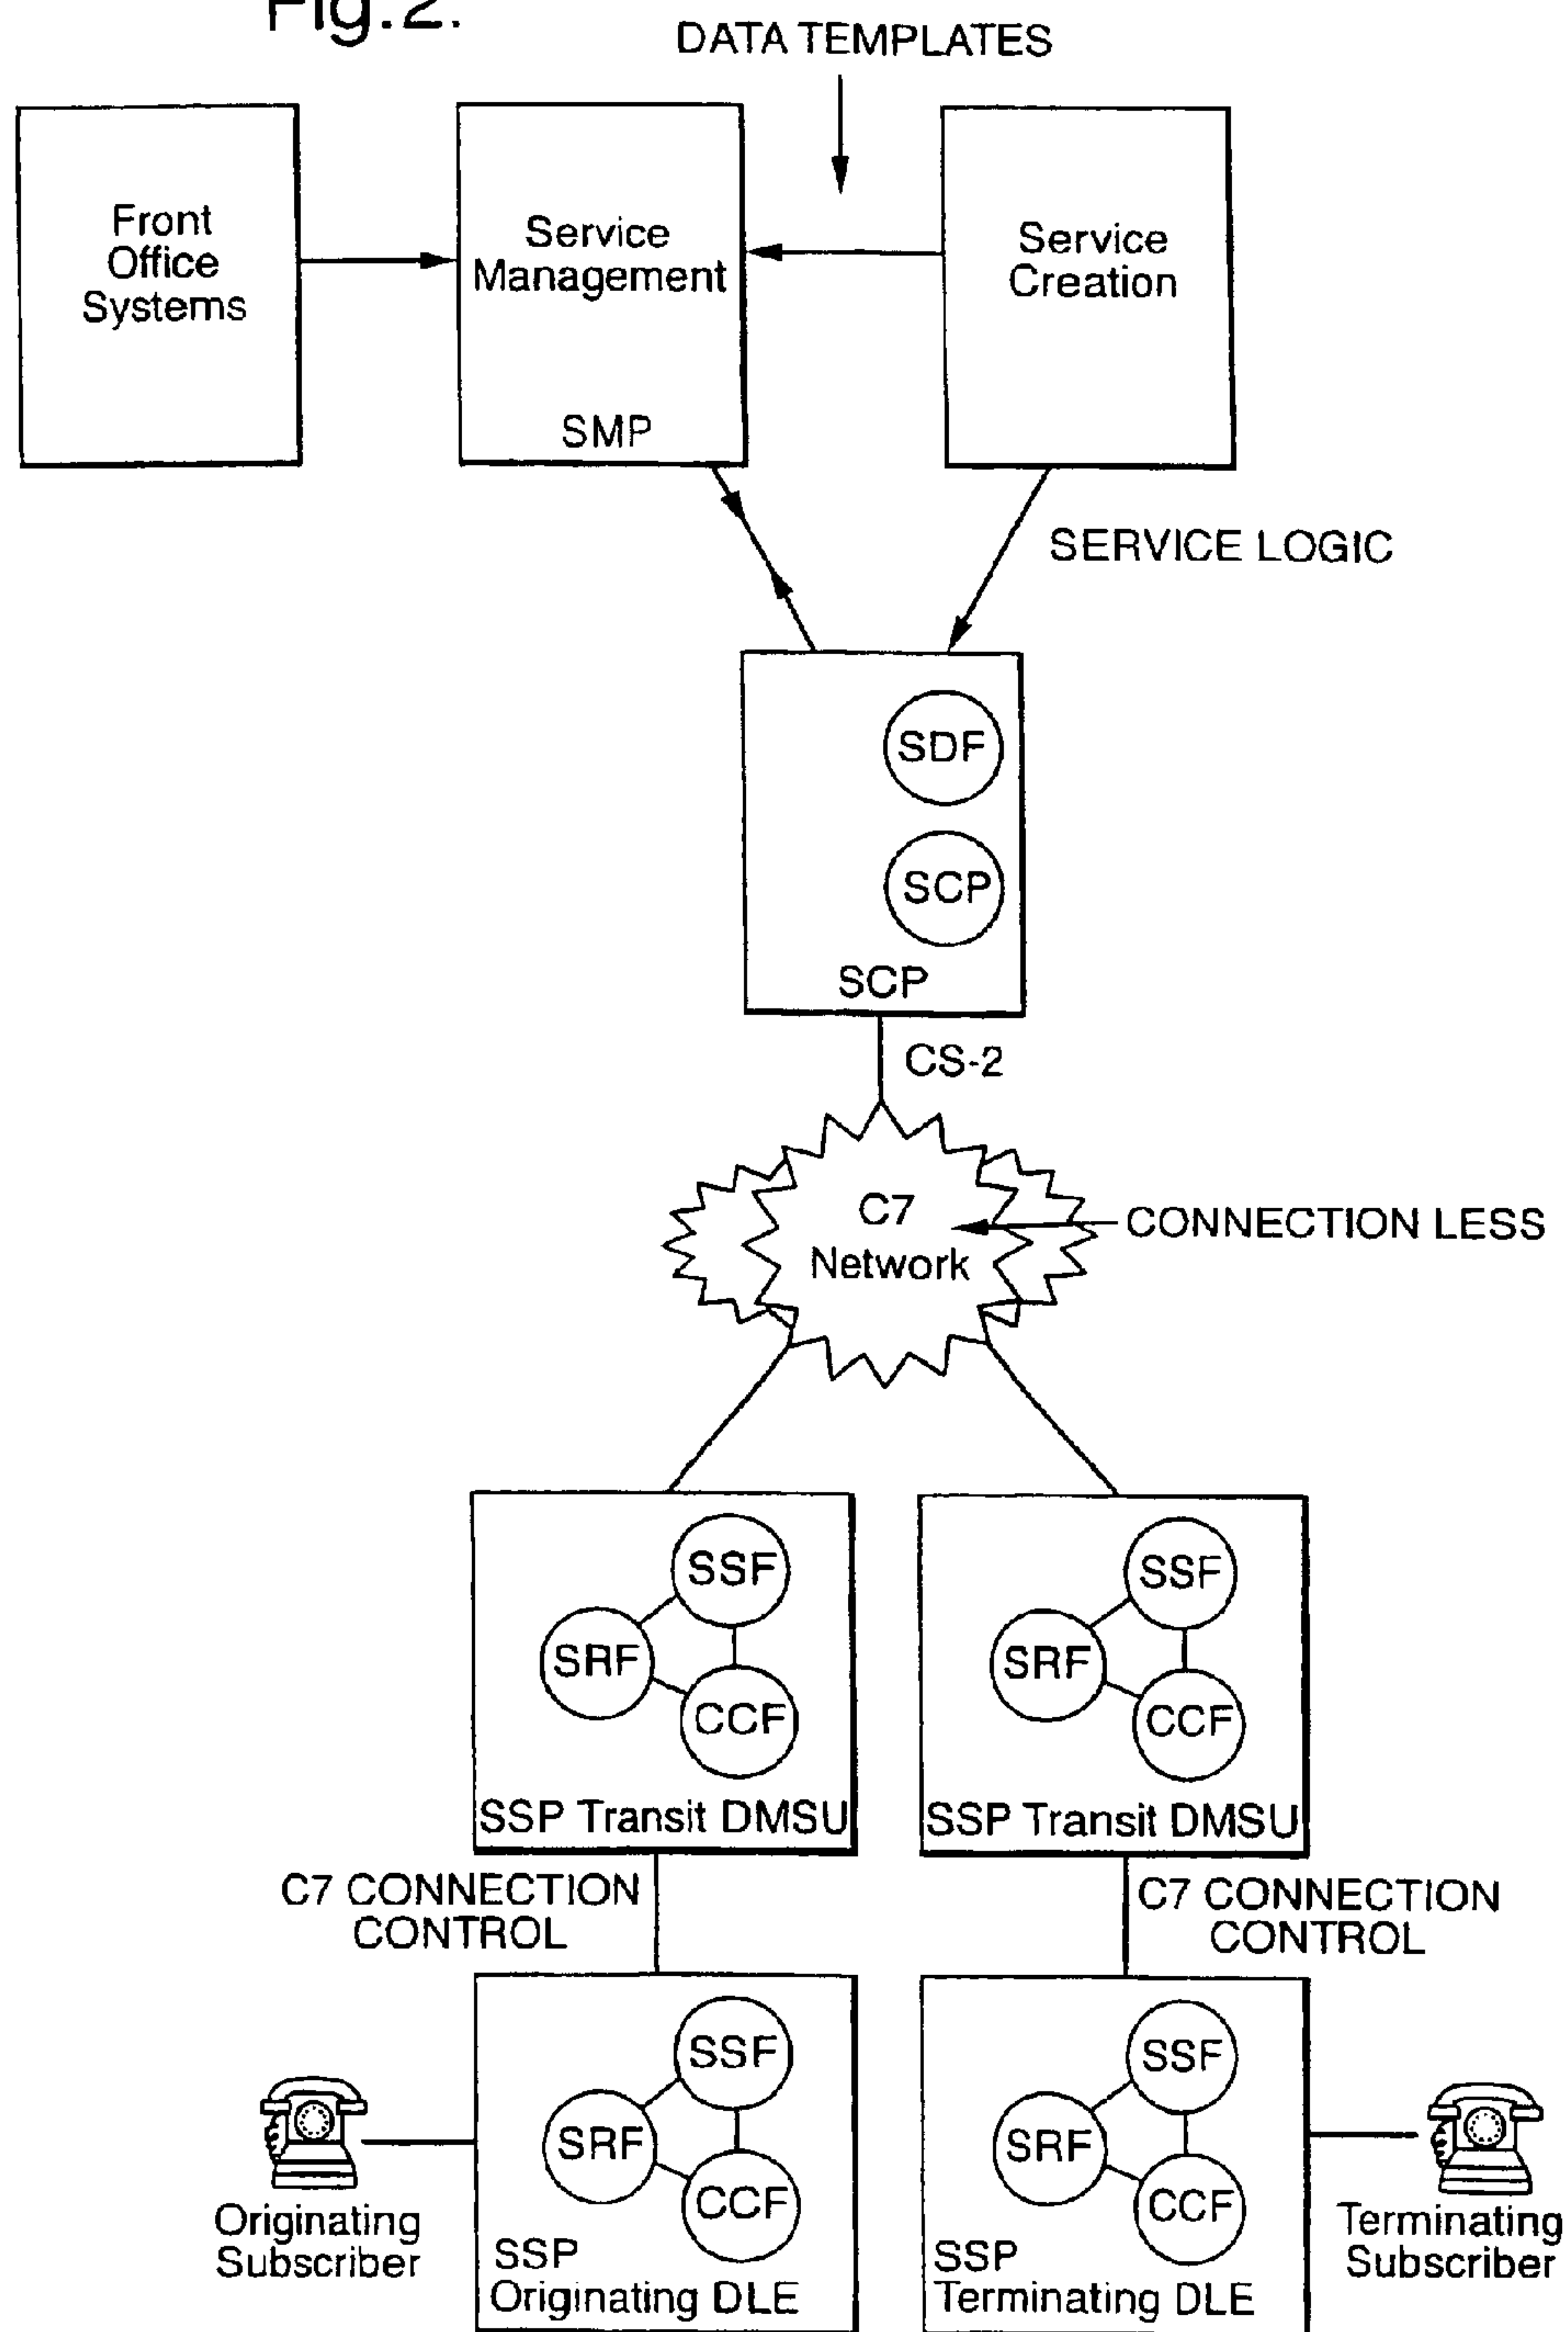 Fig.2.
DATA TEMPLATES
Front
Office
Systems
Service
Management
SMP
Service
Creation
SERVICE LOGIC
SDF
SCP
SCP
CS-2
C7
Network
CONNECTION LESS
SSF
SRF
CCF
SSP Transit DMSU
SSF
SRF
CCF
SSP Transit DMSU
C7 CONNECTION
CONTROL
C7 CONNECTION
CONTROL
Originating
Subscriber
SSF
SRF
CCF
SSP
Originating DLE
SSF
SRF
CCF
SSP
Terminating DLE
Terminating
Subscriber